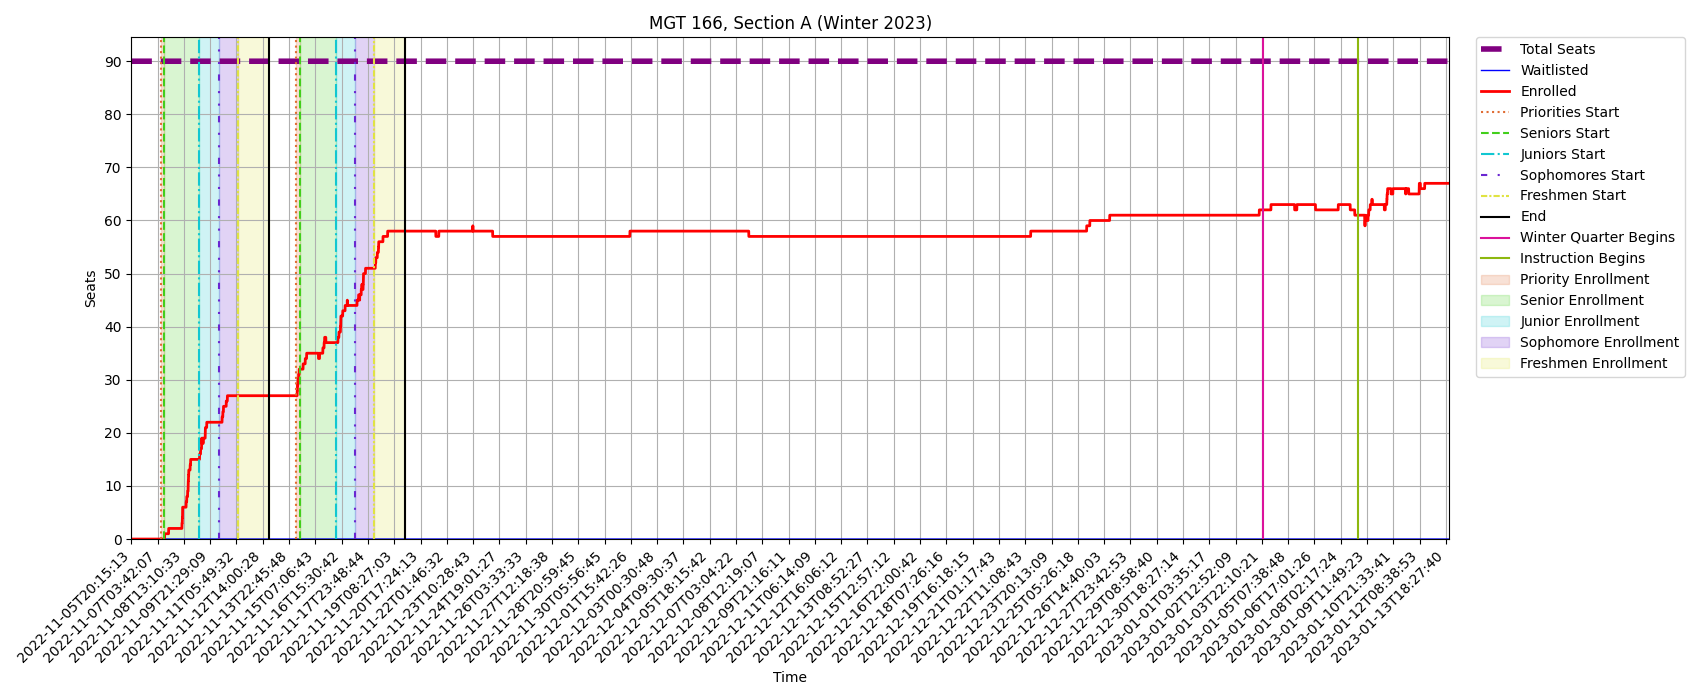 MGT 166, Section A (Winter 2023)
Seats
90
80
70
60
50
40
30
20
10
0
2022-11-05T20:15:13
2022-11-07T03:42:07
2022-11-08T13:10:33
2022-11-09T21:29:09
2022-11-11T05:49:32
2022-11-12T14:00:28
2022-11-13T22:45:48
2022-11-15T07:06:43
2022-11-16T15:30:42
2022-11-17T23:48:44
2022-11-19T08:27:03
2022-11-20T17:24:13
2022-11-22T01:46:32
2022-11-23T10:28:43
2022-11-24T19:01:27
2022-11-26T03:33:33
2022-11-27T12:18:38
2022-11-28T20:59:45
2022-11-30T05:56:45
2022-12-01T15:42:26
2022-12-03T00:30:48
2022-12-04T09:30:37
2022-12-05T18:15:42
2022-12-07T03:04:22
2022-12-08T12:19:07
2022-12-09T21:16:11
2022-12-11T06:14:09
2022-12-12T16:06:12
2022-12-13T08:52:27
2022-12-15T12:57:12
2022-12-16T22:00:42
2022-12-18T07:26:16
2022-12-19T16:18:15
2022-12-21T01:17:43
2022-12-22T11:08:43
2022-12-23T20:13:09
2022-12-25T05:26:18
2022-12-26T14:40:03
2022-12-27T23:42:53
2022-12-29T08:58:40
2022-12-30T18:27:14
2023-01-01T03:35:17
2023-01-02T12:52:09
2023-01-03T22:10:21
2023-01-05T07:38:48
2023-01-06T17:01:26
2023-01-08T02:17:24
2023-01-09T11:49:23
2023-01-10T21:33:41
2023-01-12T08:38:53
2023-01-13T18:27:40
Time
Total Seats
Waitlisted
Enrolled
Priorities Start
Seniors Start
Juniors Start
Sophomores Start
Freshmen Start
End
Winter Quarter Begins
Instruction Begins
Priority Enrollment
Senior Enrollment
Junior Enrollment
Sophomore Enrollment
Freshmen Enrollment